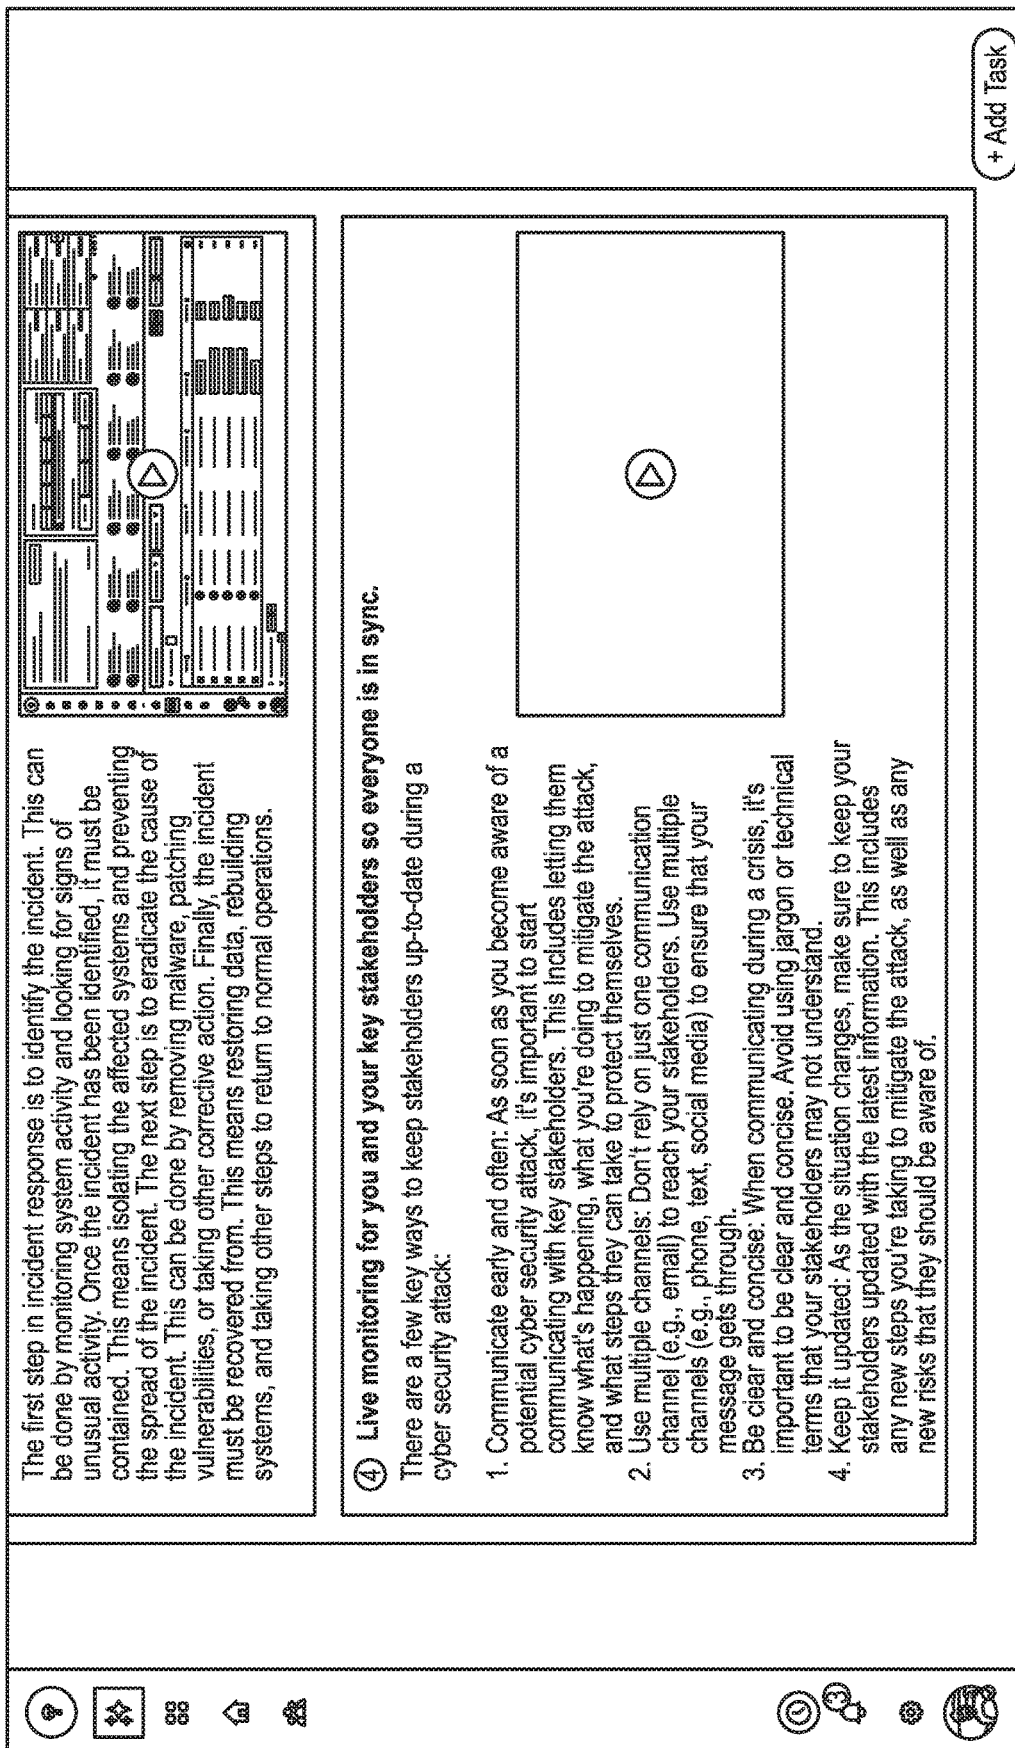 The first step in incident response is to identify the incident. This can
be done by monitoring system activity and looking for signs of
unusual activity. Once the incident has been identified, it must be
contained. This means isolating the affected systems and preventing
the spread of the incident. The next step is to eradicate the cause of
the incident. This can be done by removing malware, patching
vulnerabilities, or taking other corrective action. Finally, the incident
must be recovered from. This means restoring data, rebuilding
systems, and taking other steps to return to normal operations.
4 Live monitoring for you and your key stakeholders so everyone is in sync.
There are a few key ways to keep stakeholders up-to-date during a
cyber security attack:
1. Communicate early and often: As soon as you become aware of a
potential cyber security attack, it's important to start
communicating with key stakeholders. This includes letting them
know what's happening, what you're doing to mitigate the attack,
and what steps they can take to protect themselves.
2. Use multiple channels: Don't rely on just one communication
channel (e.g., email) to reach your stakeholders. Use multiple
channels (e.g., phone, text, social media) to ensure that your
message gets through.
3. Be clear and concise: When communicating during a crisis, it's
important to be clear and concise. Avoid using jargon or technical
terms that your stakeholders may not understand.
4. Keep it updated: As the situation changes, make sure to keep your
stakeholders updated with the latest information. This includes
any new steps you're taking to mitigate the attack, as well as any
new risks that they should be aware of.
3
+ Add Task